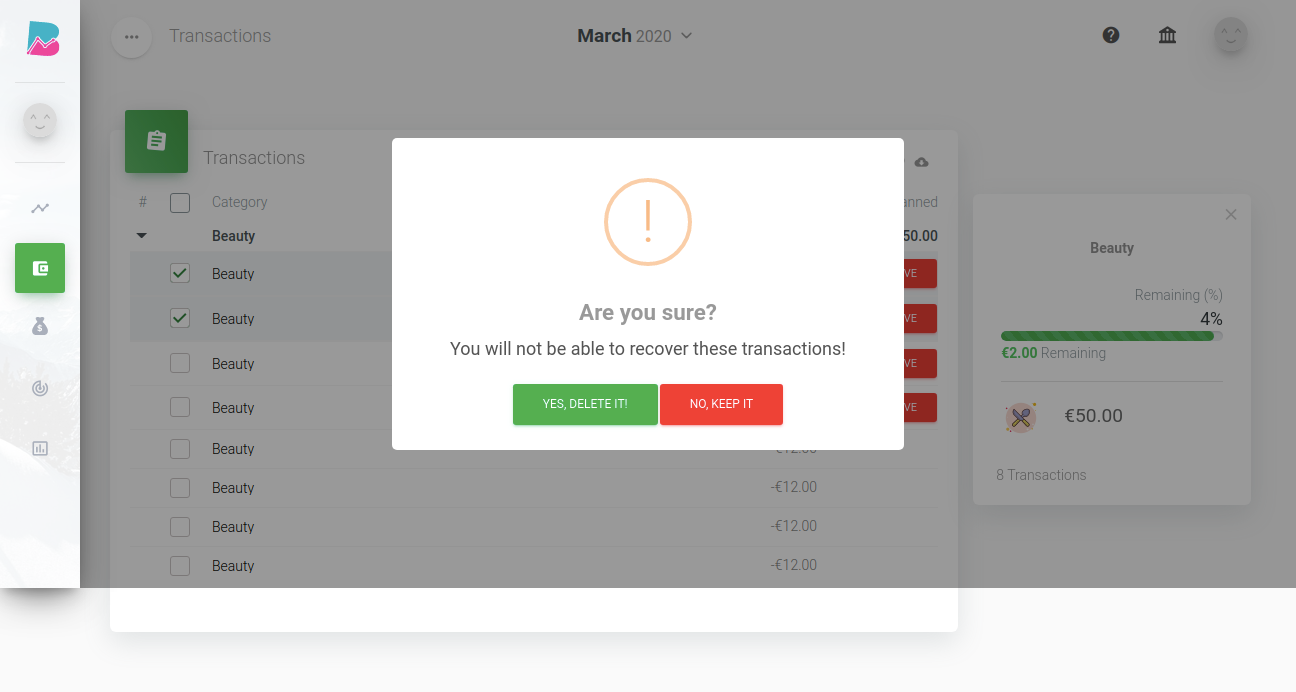 Transactions
March 2020
Transactions
# Category anned
Beauty 50.00
Beauty VE
Beauty VE
Beauty VE
Beauty VE
Beauty -€12.00
Beauty -€12.00
Beauty -€12.00
Beauty -€12.00
!
Are you sure?
You will not be able to recover these transactions!
YES, DELETE IT! NO, KEEP IT
Beauty
Remaining (%)
4%
€2.00 Remaining
€50.00
8 Transactions